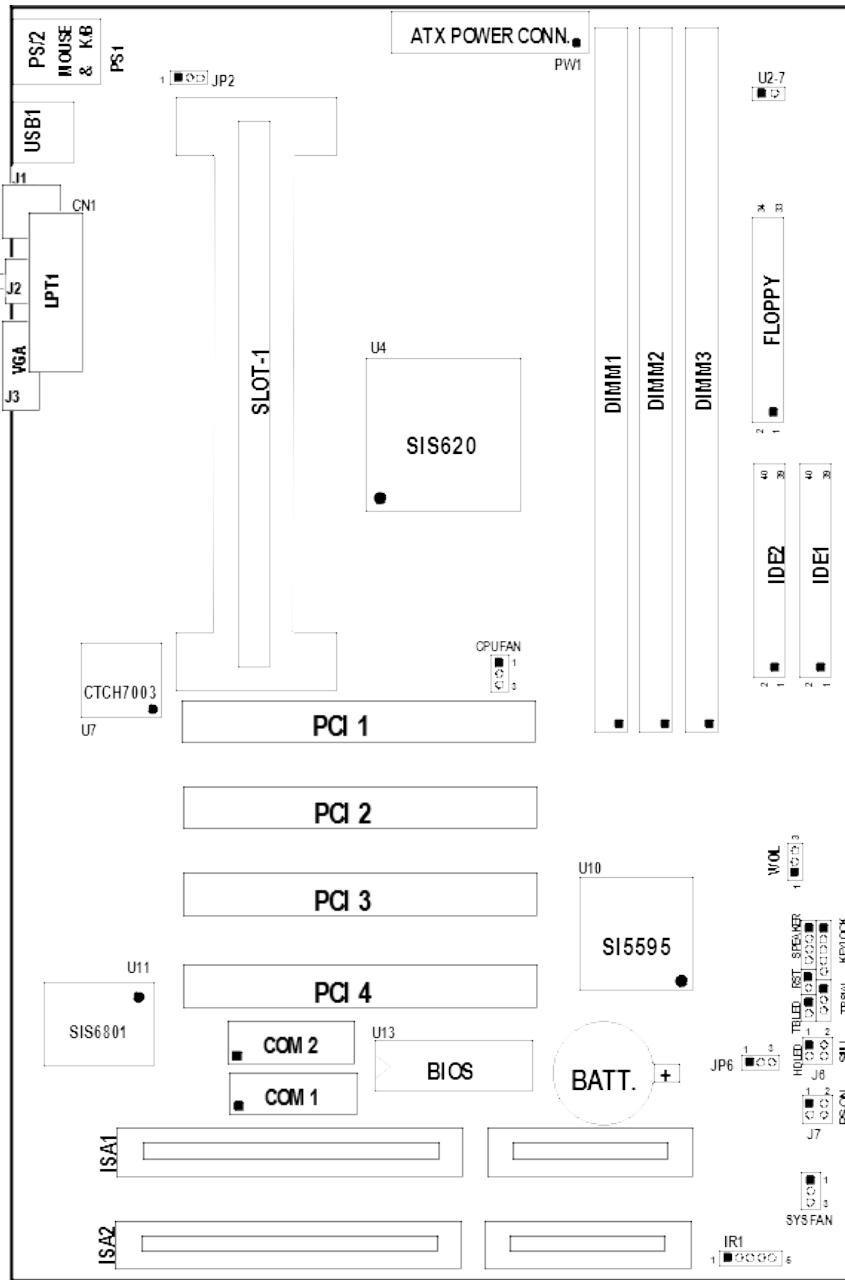 PS/2
MOUSE
& K/B
PS1
ATX POWER CONN.
PW1
1 JP2
U2-7
USB1
J1
CN1
LPT1
J2
VGA
J3
SLOT-1
U4
SIS620
DIMM1
DIMM2
DIMM3
34 33
FLOPPY
2 1
40 39
IDE2
2 1
40 39
IDE1
2 1
CPUFAN
1
3
CTCH7003
U7
PCI 1
PCI 2
PCI 3
PCI 4
WOL
3
1
U10
SI5595
SPEAKER
KEYLOCK
RST
TBSW
TBLED
HDLED
1 2
J6
U11
SIS6801
COM 2
COM 1
U13
BIOS
BATT.
+
JP6
1 3
1 2
PS-ON
J7
ISA1
1
3
SYSFAN
ISA2
IR1
1